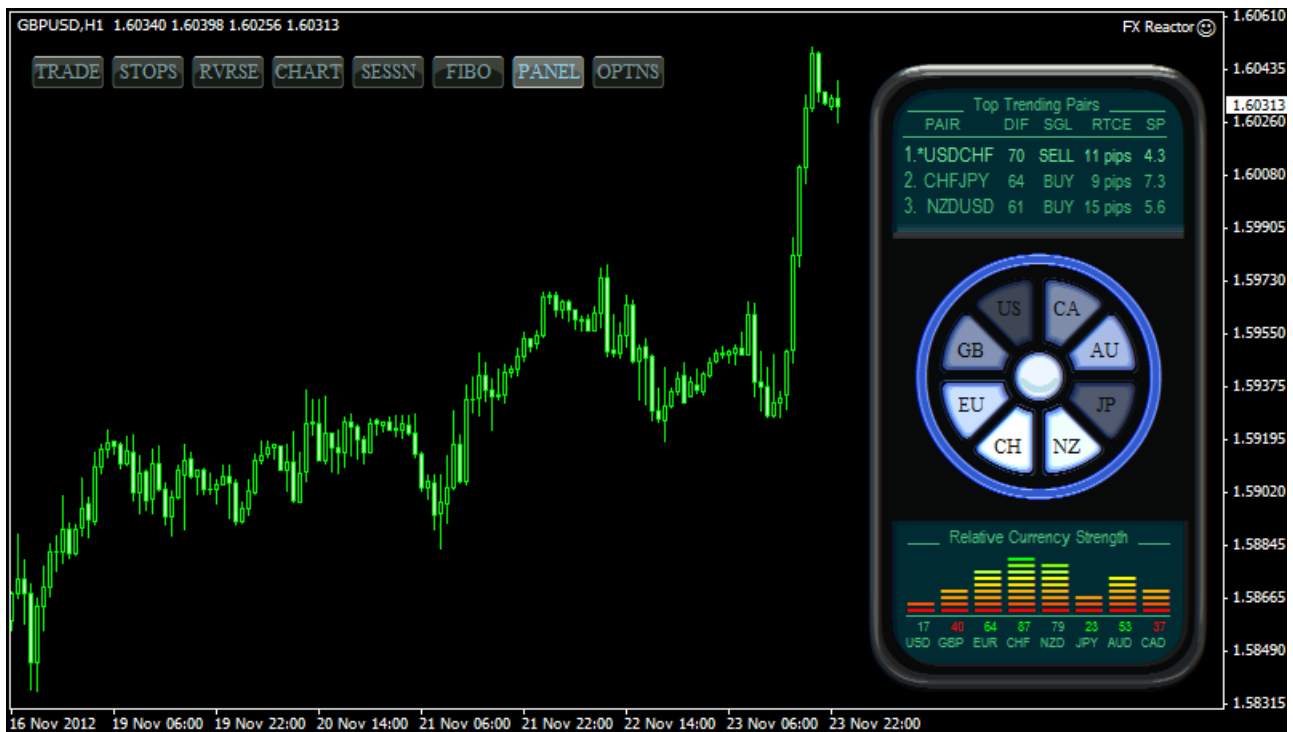 GBPUSD,H1 1.60340 1.60398 1.60256 1.60313
FX Reactor
TRADE STOPS RVRSE CHART SESSN FIBO PANEL OPTNS
Top Trending Pairs
PAIR DIF SGL RTCE SP
1.*USDCHF 70 SELL 11 pips 4.3
2. CHFJPY 64 BUY 9 pips 7.3
3. NZDUSD 61 BUY 15 pips 5.6
US CA
GB AU
EU JP
CH NZ
Relative Currency Strength
17 40 64 87 79 23 53 37
USD GBP EUR CHF NZD JPY AUD CAD
1.60610
1.60435
1.60313
1.60260
1.60080
1.59905
1.59730
1.59550
1.59375
1.59195
1.59020
1.58845
1.58665
1.58490
1.58315
16 Nov 2012 19 Nov 06:00 19 Nov 22:00 20 Nov 14:00 21 Nov 06:00 21 Nov 22:00 22 Nov 14:00 23 Nov 06:00 23 Nov 22:00